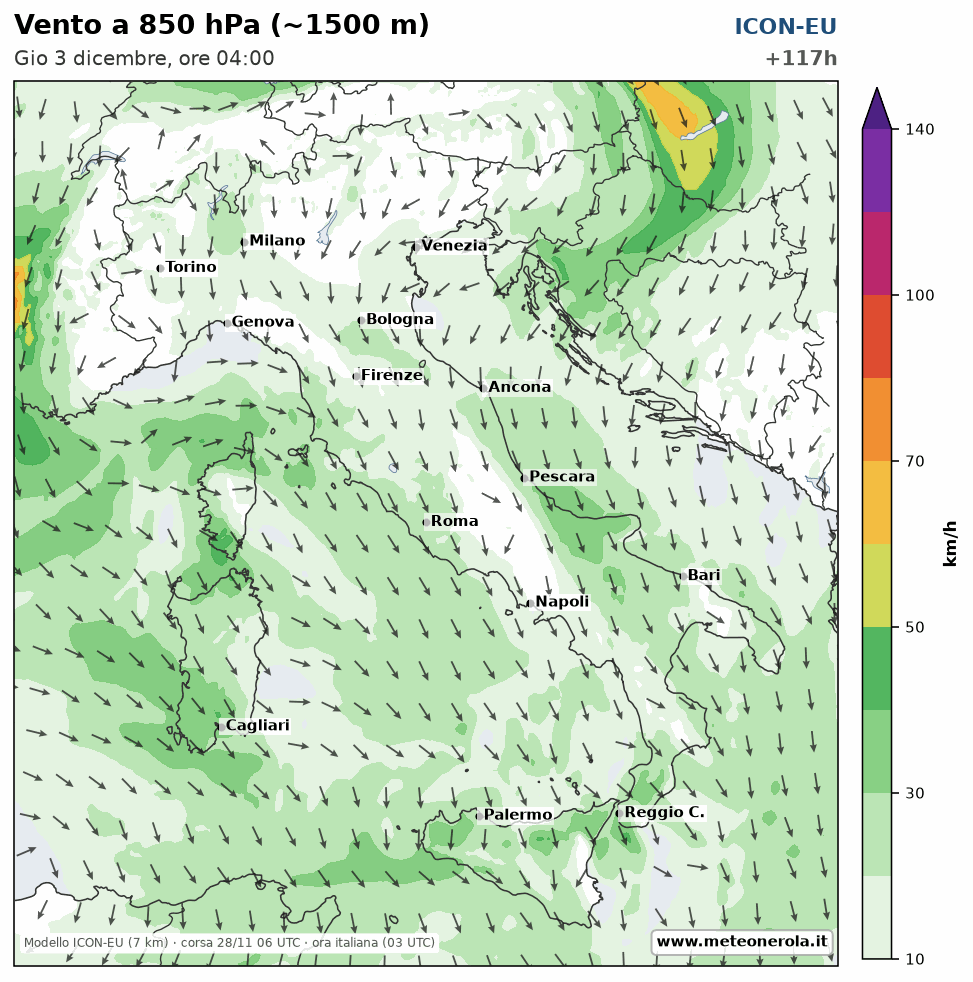 Vento a 850 hPa (~1500 m)
ICON-EU
Gio 3 dicembre, ore 04:00
+117h
140
100
70
50
30
10
km/h
Milano
Venezia
Torino
Genova
Bologna
Firenze
Ancona
Pescara
Roma
Bari
Napoli
Cagliari
Palermo
Reggio C.
Modello ICON-EU (7 km) · corsa 28/11 06 UTC · ora italiana (03 UTC)
www.meteonerola.it